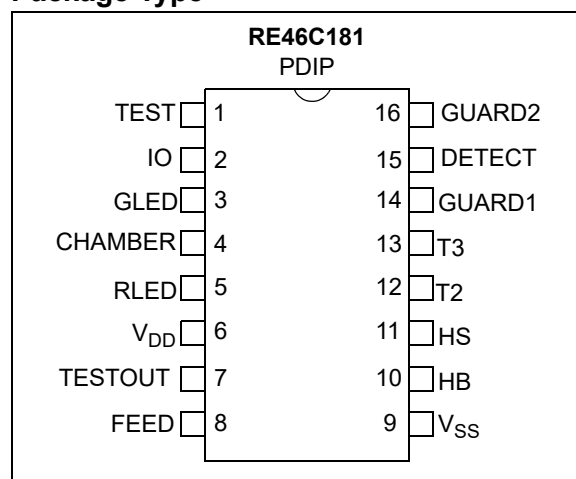 Package Type
RE46C181
PDIP
TEST 1 16 GUARD2
IO 2 15 DETECT
GLED 3 14 GUARD1
CHAMBER 4 13 T3
RLED 5 12 T2
VDD 6 11 HS
TESTOUT 7 10 HB
FEED 8 9 VSS